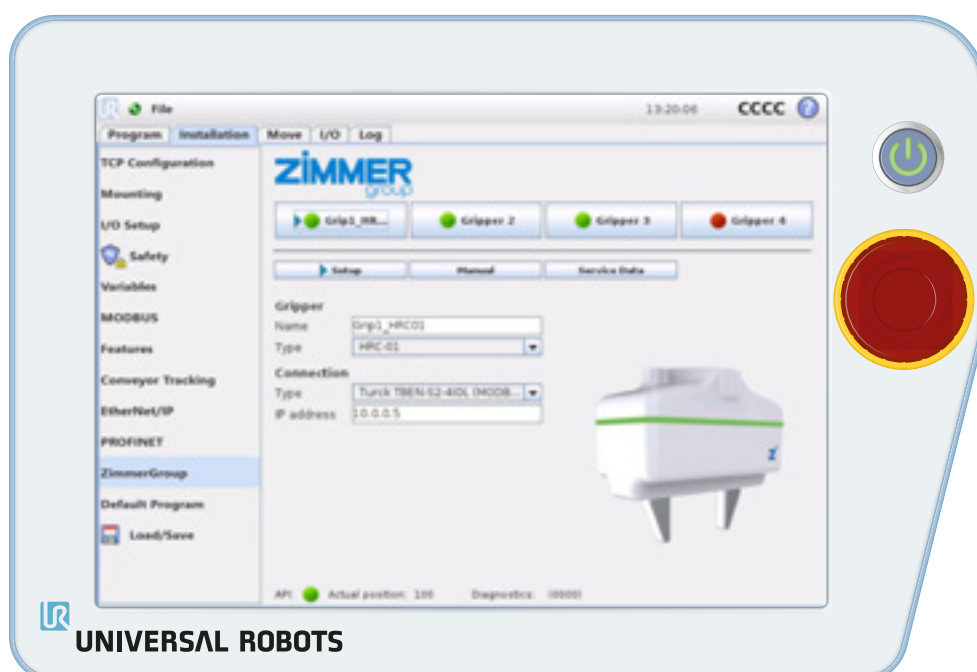 File 13:20:06 CCCC ?
Program Installation Move I/O Log
TCP Configuration
Mounting
I/O Setup
Safety
Variables
MODBUS
Features
Conveyor Tracking
EtherNet/IP
PROFINET
ZimmerGroup
Default Program
Load/Save
ZIMMER
group
Grip1_HR... Gripper 2 Gripper 3 Gripper 4
Setup Manual Service Data
Gripper
Name Grip1_HRC01
Type HRC-01
Connection
Type Turck TBEN-S2-4IOL (MODB...
IP address 10.0.0.5
Z
API: Actual position: 100 Diagnostics: (0000)
UR
UNIVERSAL ROBOTS